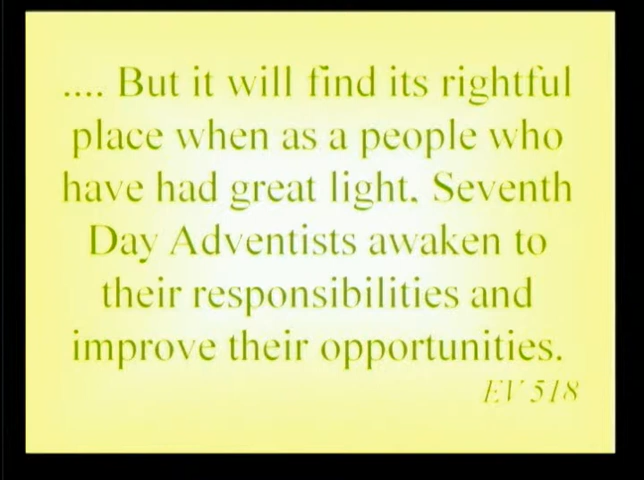 .... But it will find its rightful
place when as a people who
have had great light, Seventh
Day Adventists awaken to
their responsibilities and
improve their opportunities.
EV 518